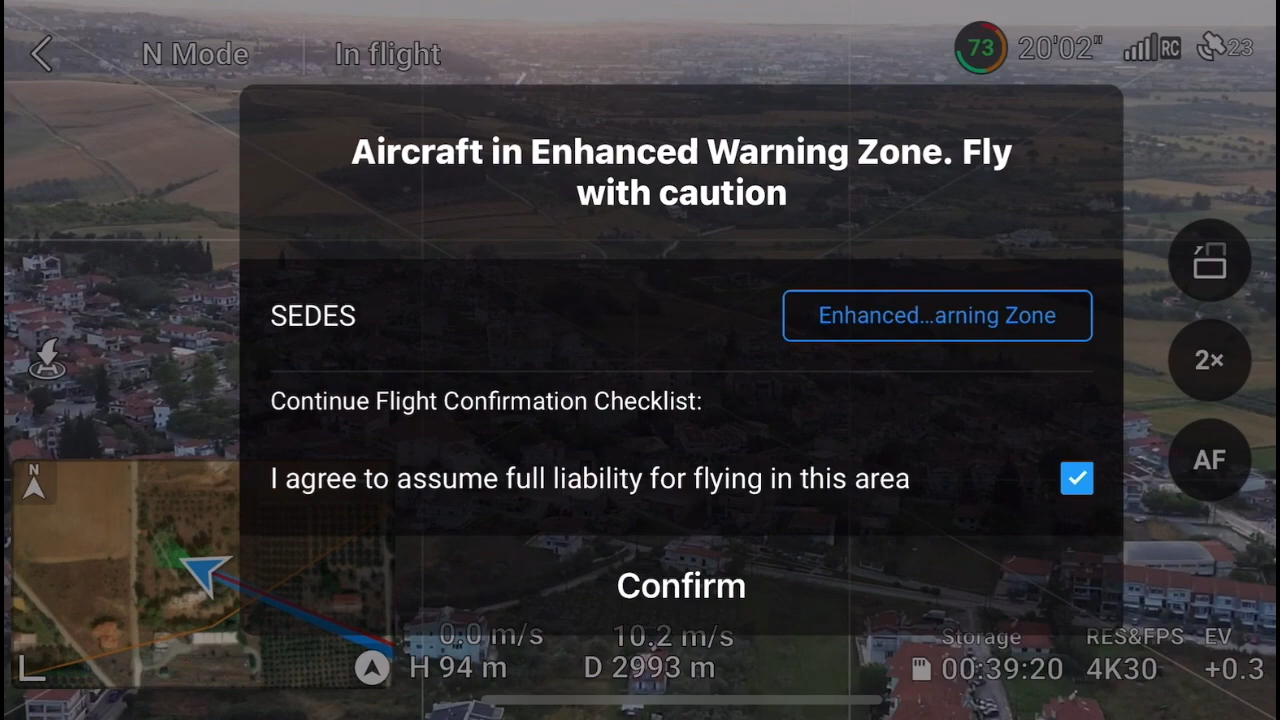 N Mode
In flight
73
20'02"
RC
23
Aircraft in Enhanced Warning Zone. Fly
with caution
SEDES
Enhanced...arning Zone
Continue Flight Confirmation Checklist:
I agree to assume full liability for flying in this area
Confirm
2×
AF
N
0.0 m/s
10.2 m/s
H 94 m
D 2993 m
Storage
00:39:20
RES&FPS
4K30
EV
+0.3